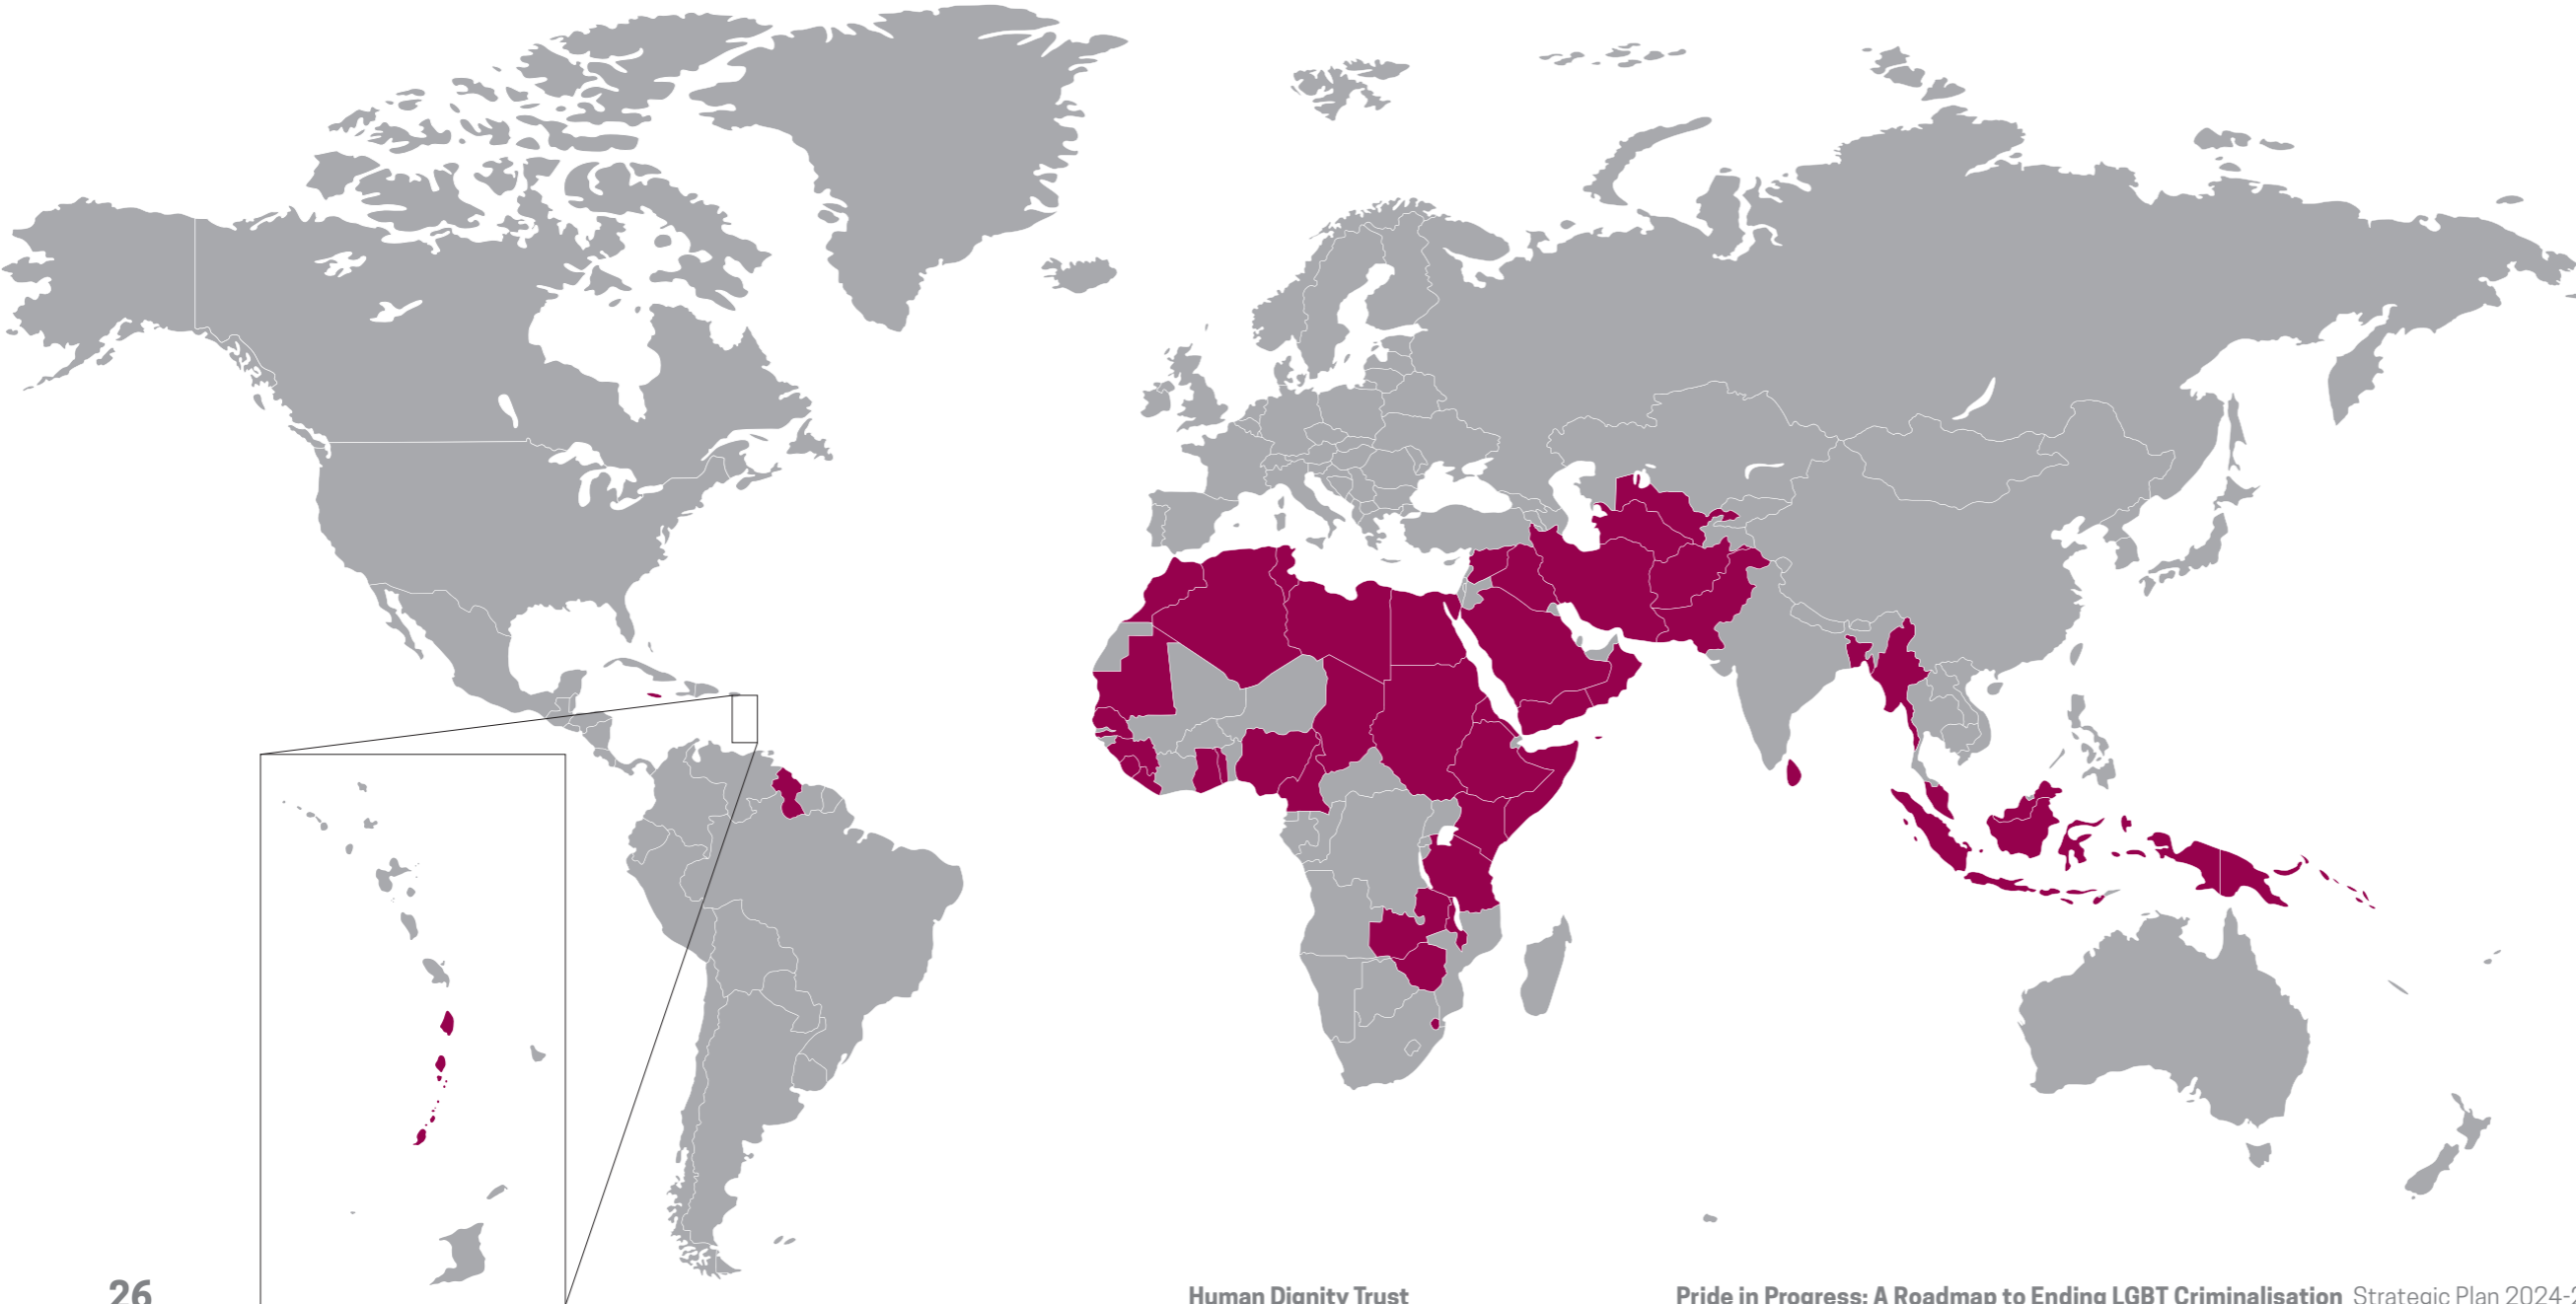 26
Human Dignity Trust
Pride in Progress: A Roadmap to Ending LGBT Criminalisation Strategic Plan 2024-